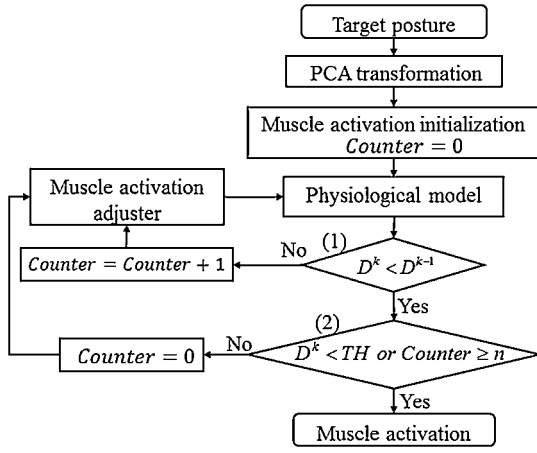 Target posture
PCA transformation
Muscle activation initialization
Counter = 0
Muscle activation
adjuster
Physiological model
No
(1)
Counter = Counter + 1
D^k < D^{k-1}
Yes
(2)
Counter = 0
No
D^k < TH or Counter ≥ n
Yes
Muscle activation